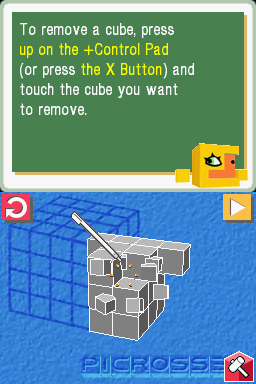 To remove a cube, press
up on the +Control Pad
(or press the X Button) and
touch the cube you want
to remove.
PICROSS